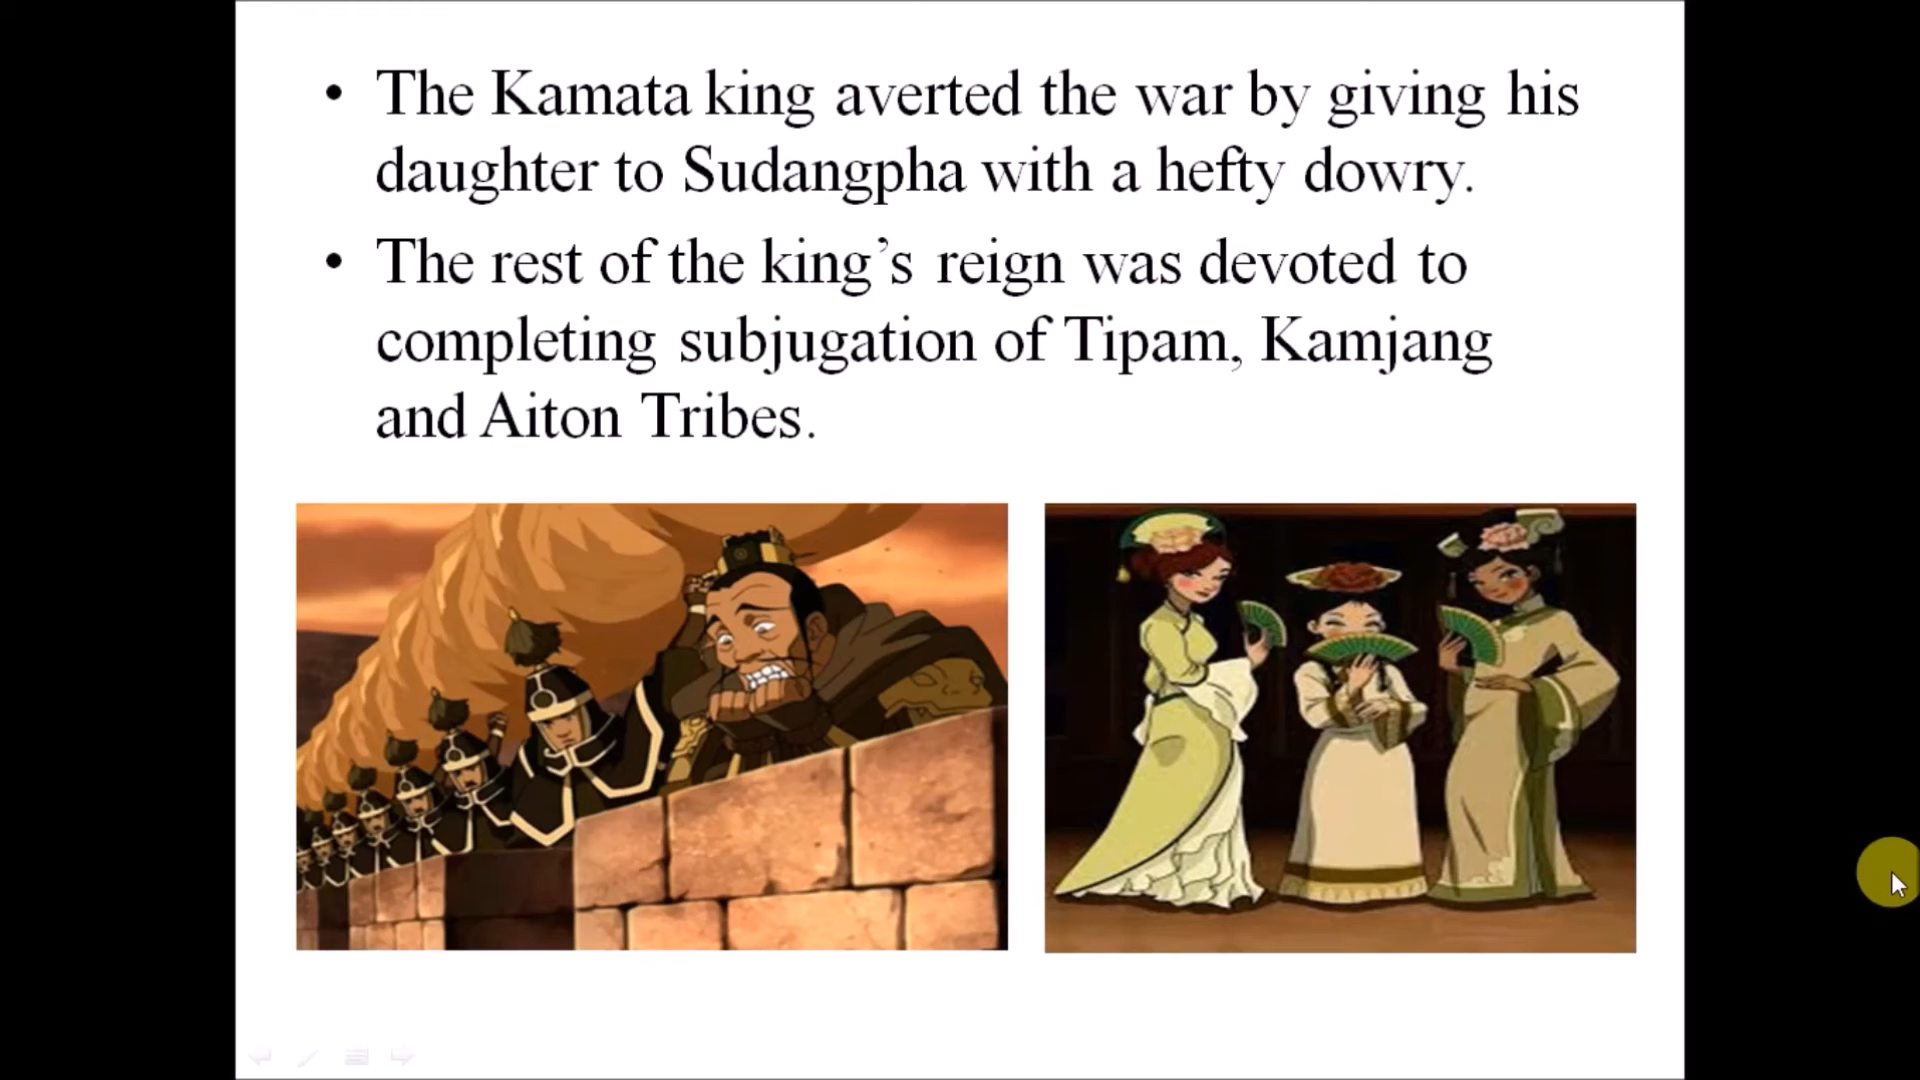 • The Kamata king averted the war by giving his
daughter to Sudangpha with a hefty dowry.
• The rest of the king’s reign was devoted to
completing subjugation of Tipam, Kamjang
and Aiton Tribes.